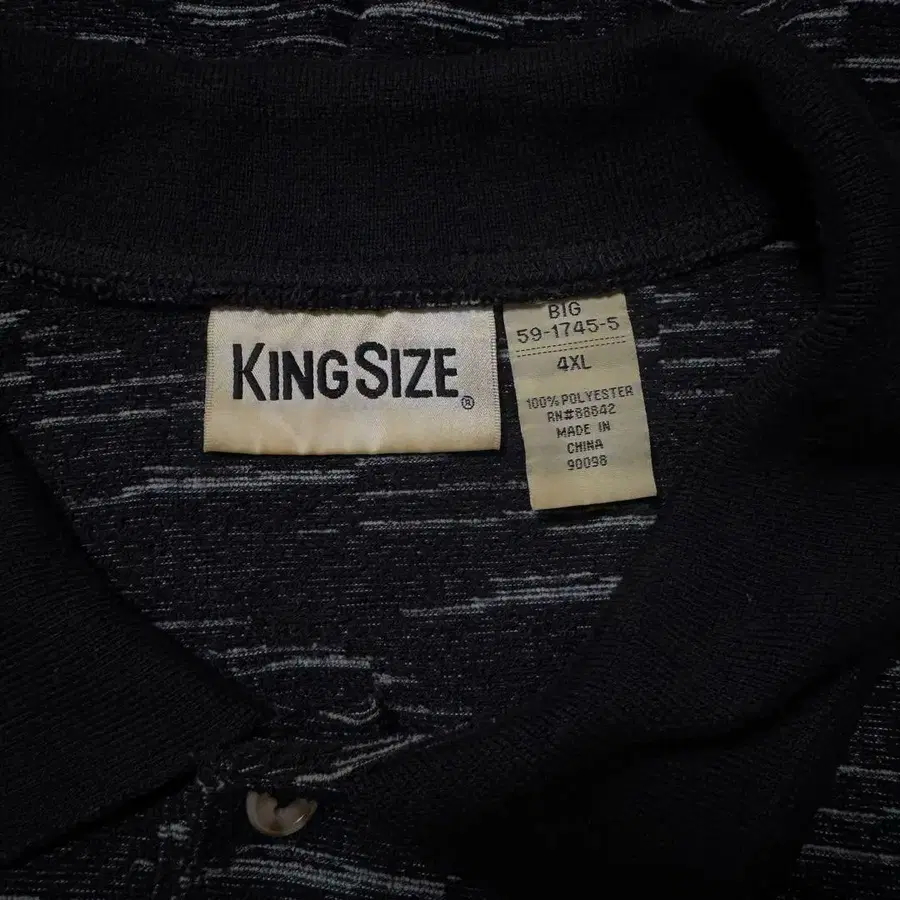 KINGSIZE®
BIG
59-1745-5
4XL
100% POLYESTER
RN#88842
MADE IN
CHINA
90098